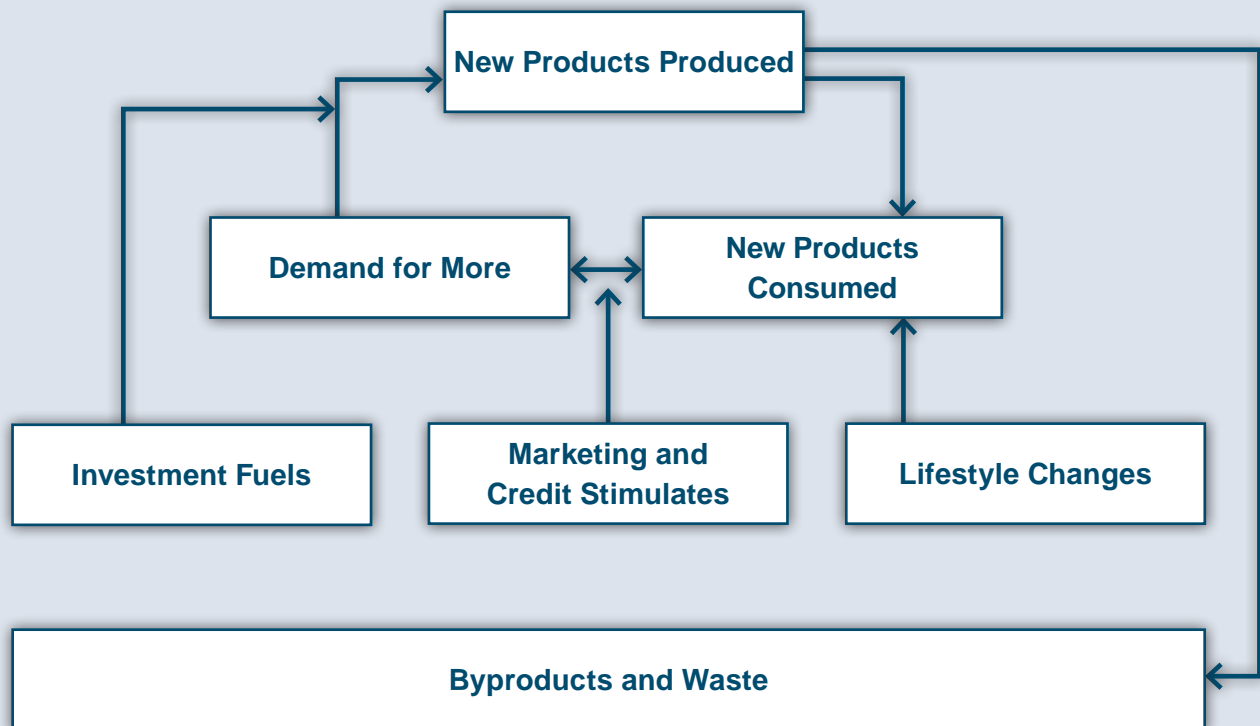 New Products Produced
Demand for More
New Products
Consumed
Investment Fuels
Marketing and
Credit Stimulates
Lifestyle Changes
Byproducts and Waste